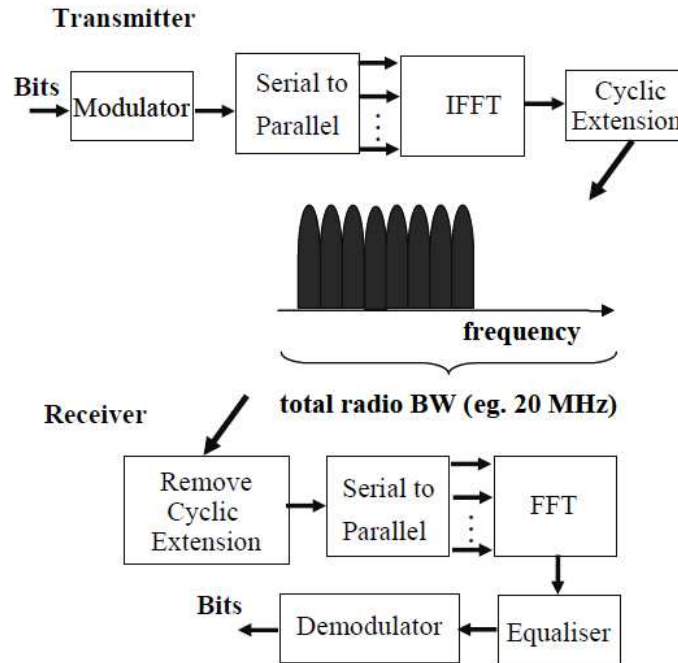 Transmitter
Bits
Modulator
Serial to
Parallel
IFFT
Cyclic
Extension
frequency
total radio BW (eg. 20 MHz)
Receiver
Remove
Cyclic
Extension
Serial to
Parallel
FFT
Bits
Demodulator
Equaliser